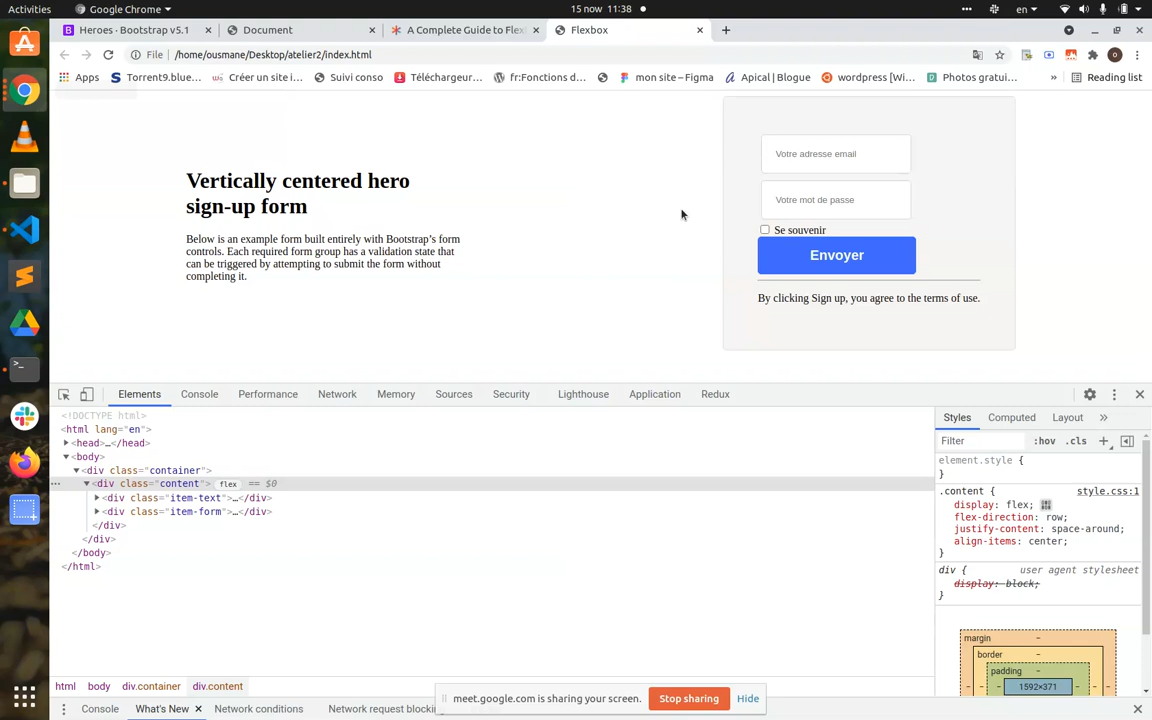 Activities
Google Chrome
15 now 11:38
en
Heroes · Bootstrap v5.1
Document
A Complete Guide to Flex
Flexbox
File
/home/ousmane/Desktop/atelier2/index.html
Apps
Torrent9.blue...
Créer un site i...
Suivi conso
Téléchargeur...
fr:Fonctions d...
mon site – Figma
Apical | Blogue
wordpress [Wi...
Photos gratui...
»
Reading list
Vertically centered hero
sign-up form
Below is an example form built entirely with Bootstrap's form
controls. Each required form group has a validation state that
can be triggered by attempting to submit the form without
completing it.
Votre adresse email
Votre mot de passe
Se souvenir
Envoyer
By clicking Sign up, you agree to the terms of use.
Elements
Console
Performance
Network
Memory
Sources
Security
Lighthouse
Application
Redux
<!DOCTYPE html>
<html lang="en">
<head>…</head>
<body>
<div class="container">
<div class="content"> flex == $0
<div class="item-text">…</div>
<div class="item-form">…</div>
</div>
</div>
</body>
</html>
Styles
Computed
Layout
»
Filter
:hov
.cls
element.style {
}
.content {
style.css:1
display: flex;
flex-direction: row;
justify-content: space-around;
align-items: center;
}
div {
user agent stylesheet
display: block;
}
margin
-
border
-
padding
-
1592×371
html
body
div.container
div.content
Console
What's New
Network conditions
Network request blockin
meet.google.com is sharing your screen.
Stop sharing
Hide